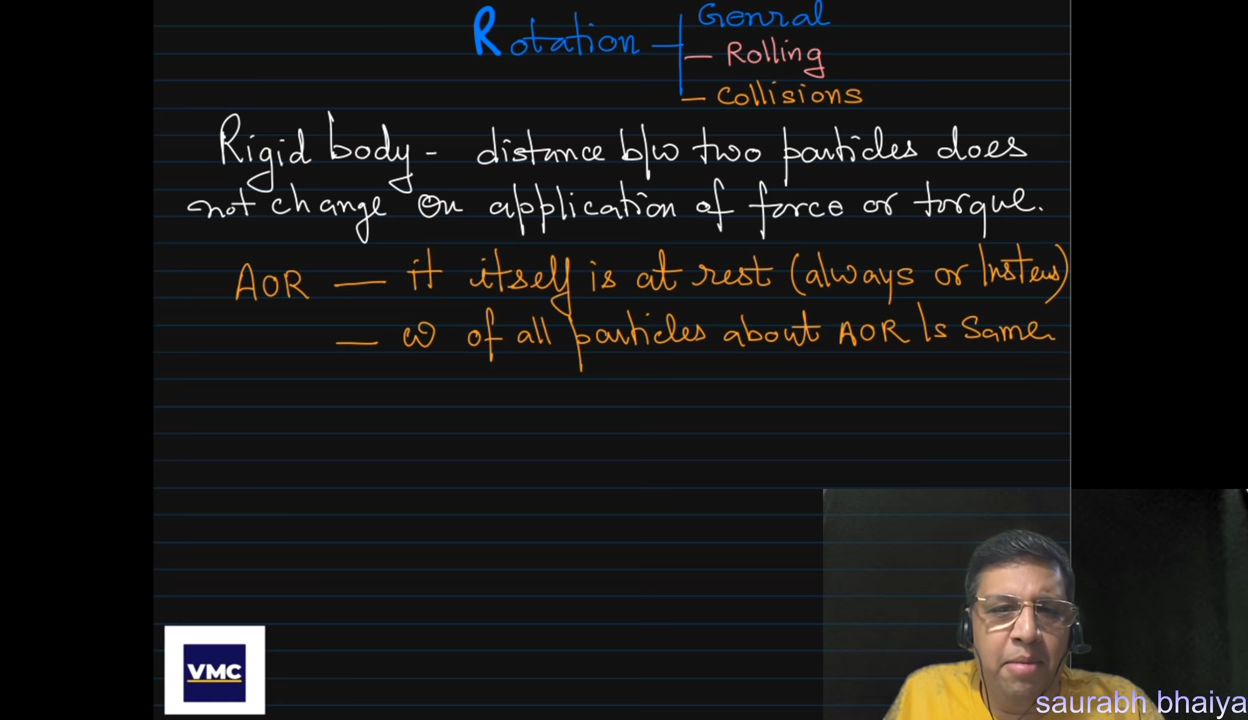 Rotation
Genral
- Rolling
- Collisions
Rigid body - distance b/w two particles does
not change on application of force or torque.
AOR — it itself is at rest (always or Instens)
— ω of all particles about AOR Is Same
VMC
saurabh bhaiya